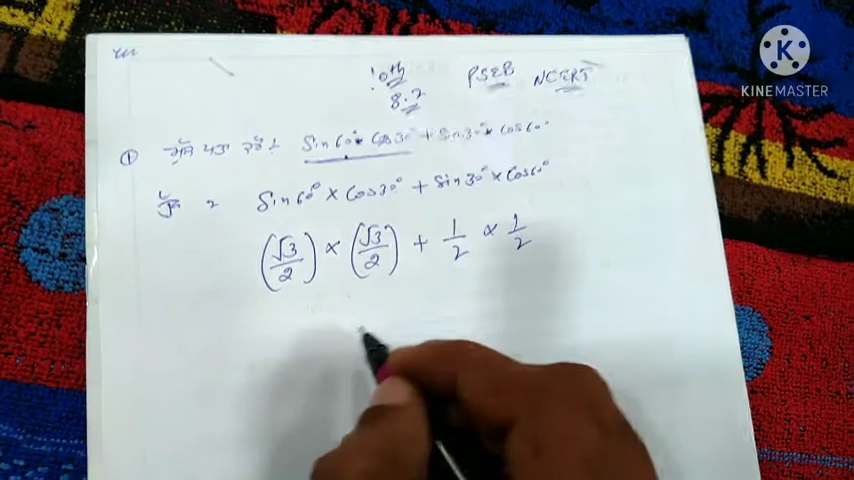 10th PSEB NCERT
8.2
① ਮੁੱਲ ਪਤਾ ਕਰੋ। Sin60° × Cos30° + Sin30° × Cos60°
= Sin60° × Cos30° + Sin30° × Cos60°
(√3/2) × (√3/2) + 1/2 × 1/2
K
KINEMASTER